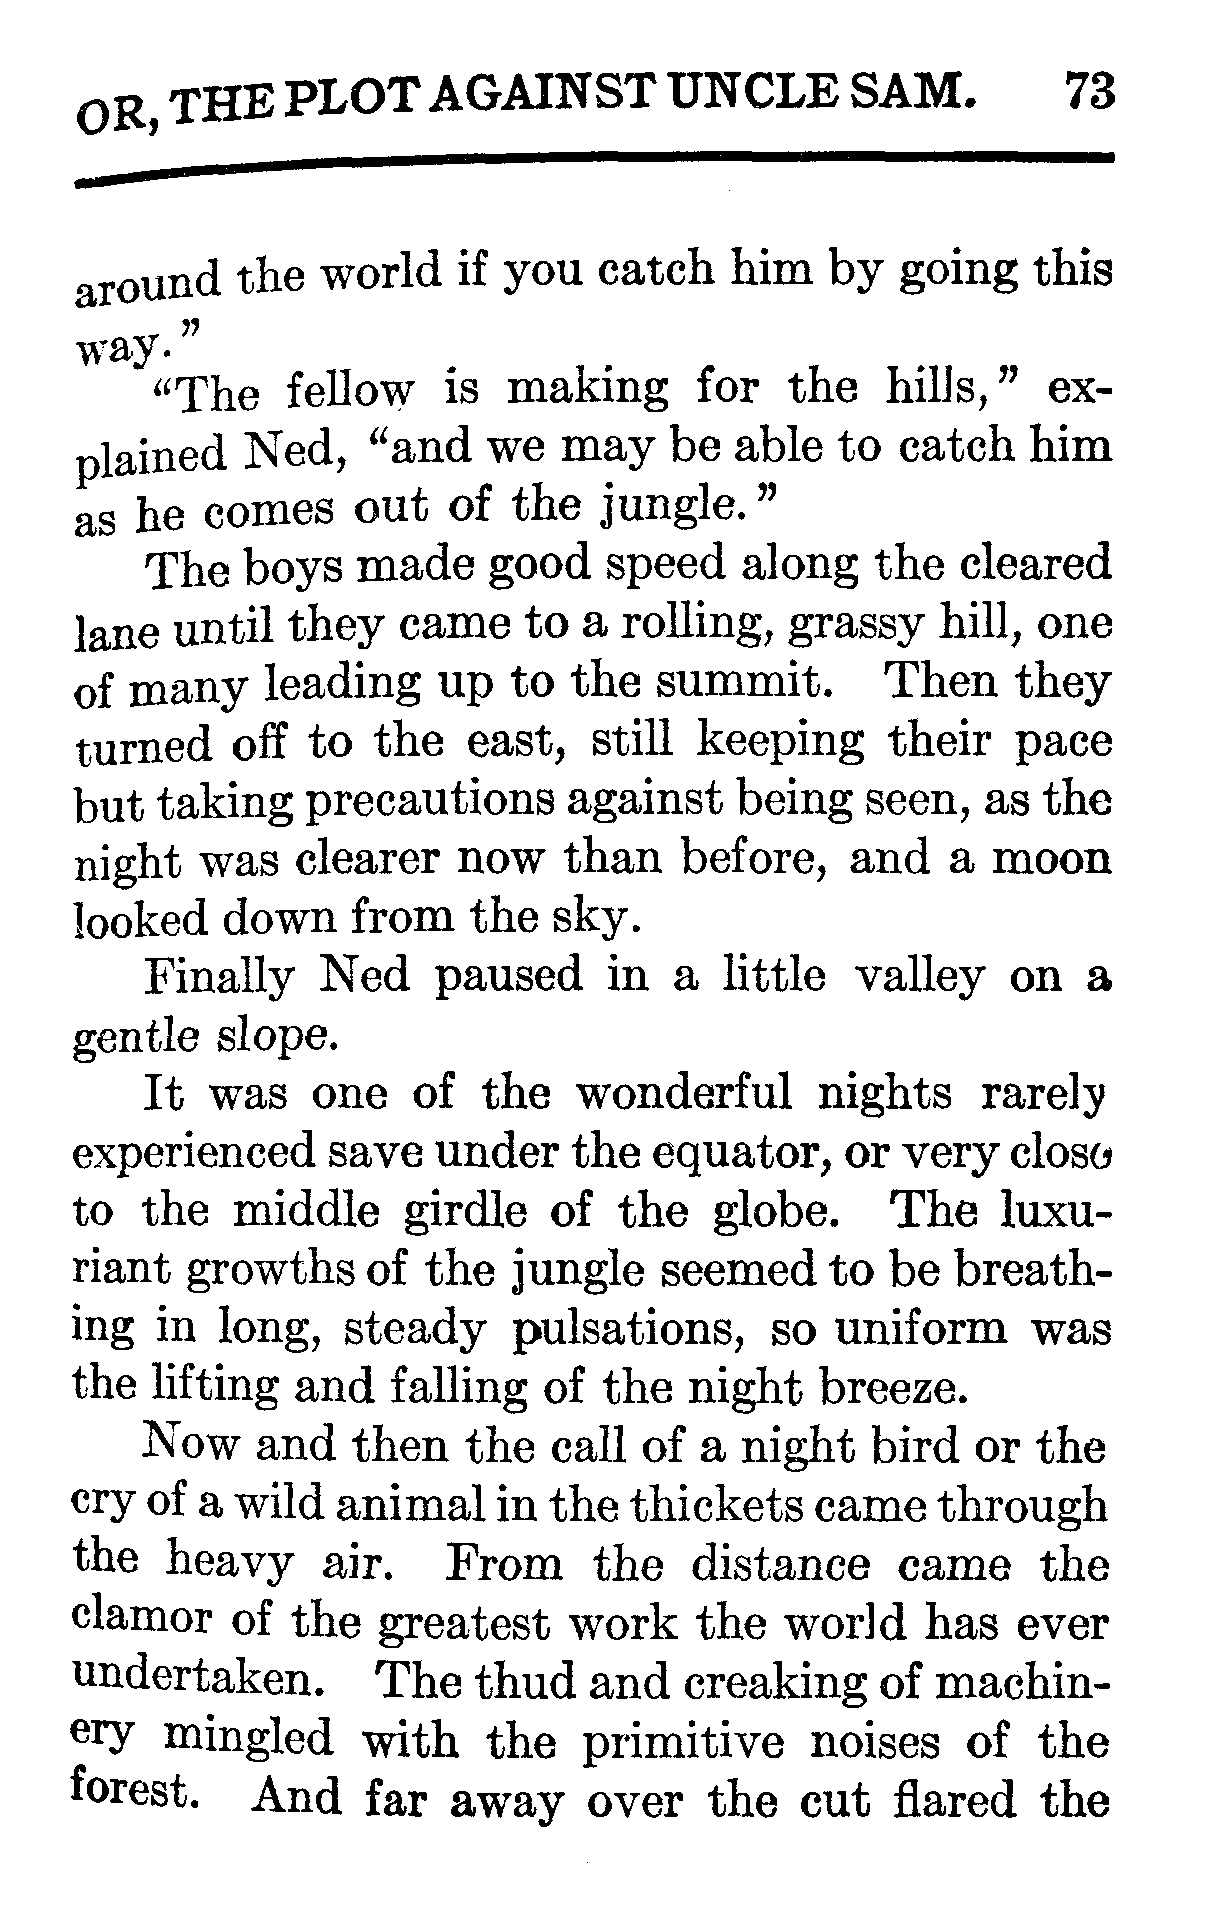 OR, THE PLOT AGAINST UNCLE SAM. 73
around the world if you catch him by going this
way."
"The fellow is making for the hills," ex-
plained Ned, "and we may be able to catch him
as he comes out of the jungle."
The boys made good speed along the cleared
lane until they came to a rolling, grassy hill, one
of many leading up to the summit. Then they
turned off to the east, still keeping their pace
but taking precautions against being seen, as the
night was clearer now than before, and a moon
looked down from the sky.
Finally Ned paused in a little valley on a
gentle slope.
It was one of the wonderful nights rarely
experienced save under the equator, or very close
to the middle girdle of the globe. The luxu-
riant growths of the jungle seemed to be breath-
ing in long, steady pulsations, so uniform was
the lifting and falling of the night breeze.
Now and then the call of a night bird or the
cry of a wild animal in the thickets came through
the heavy air. From the distance came the
clamor of the greatest work the world has ever
undertaken. The thud and creaking of machin-
ery mingled with the primitive noises of the
forest. And far away over the cut flared the